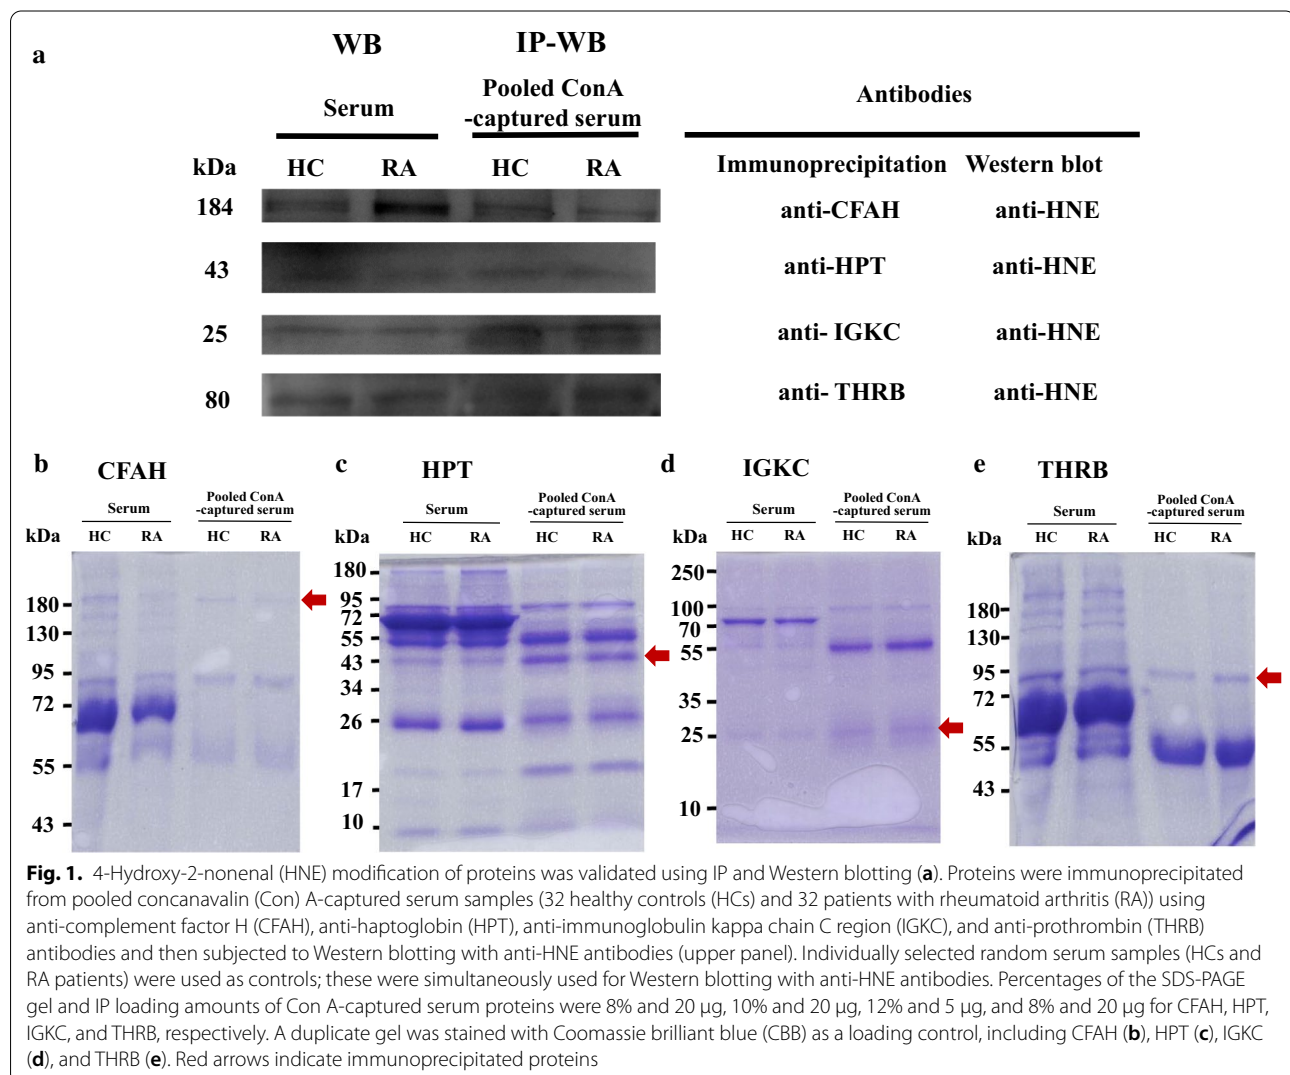 a
WB
IP-WB
Serum
Pooled ConA
-captured serum
Antibodies
kDa
HC
RA
HC
RA
Immunoprecipitation
Western blot
184
anti-CFAH
anti-HNE
43
anti-HPT
anti-HNE
25
anti- IGKC
anti-HNE
80
anti- THRB
anti-HNE
b
CFAH
Serum
Pooled ConA
-captured serum
kDa
HC
RA
HC
RA
180
130
95
72
55
43
c
HPT
Serum
Pooled ConA
-captured serum
kDa
HC
RA
HC
RA
180
95
72
55
43
34
26
17
10
d
IGKC
Serum
Pooled ConA
-captured serum
kDa
HC
RA
HC
RA
250
100
70
55
35
25
10
e
THRB
Serum
Pooled ConA
-captured serum
kDa
HC
RA
HC
RA
180
130
95
72
55
43
Fig. 1. 4-Hydroxy-2-nonenal (HNE) modification of proteins was validated using IP and Western blotting (a). Proteins were immunoprecipitated
from pooled concanavalin (Con) A-captured serum samples (32 healthy controls (HCs) and 32 patients with rheumatoid arthritis (RA)) using
anti-complement factor H (CFAH), anti-haptoglobin (HPT), anti-immunoglobulin kappa chain C region (IGKC), and anti-prothrombin (THRB)
antibodies and then subjected to Western blotting with anti-HNE antibodies (upper panel). Individually selected random serum samples (HCs and
RA patients) were used as controls; these were simultaneously used for Western blotting with anti-HNE antibodies. Percentages of the SDS-PAGE
gel and IP loading amounts of Con A-captured serum proteins were 8% and 20 μg, 10% and 20 μg, 12% and 5 μg, and 8% and 20 μg for CFAH, HPT,
IGKC, and THRB, respectively. A duplicate gel was stained with Coomassie brilliant blue (CBB) as a loading control, including CFAH (b), HPT (c), IGKC
(d), and THRB (e). Red arrows indicate immunoprecipitated proteins